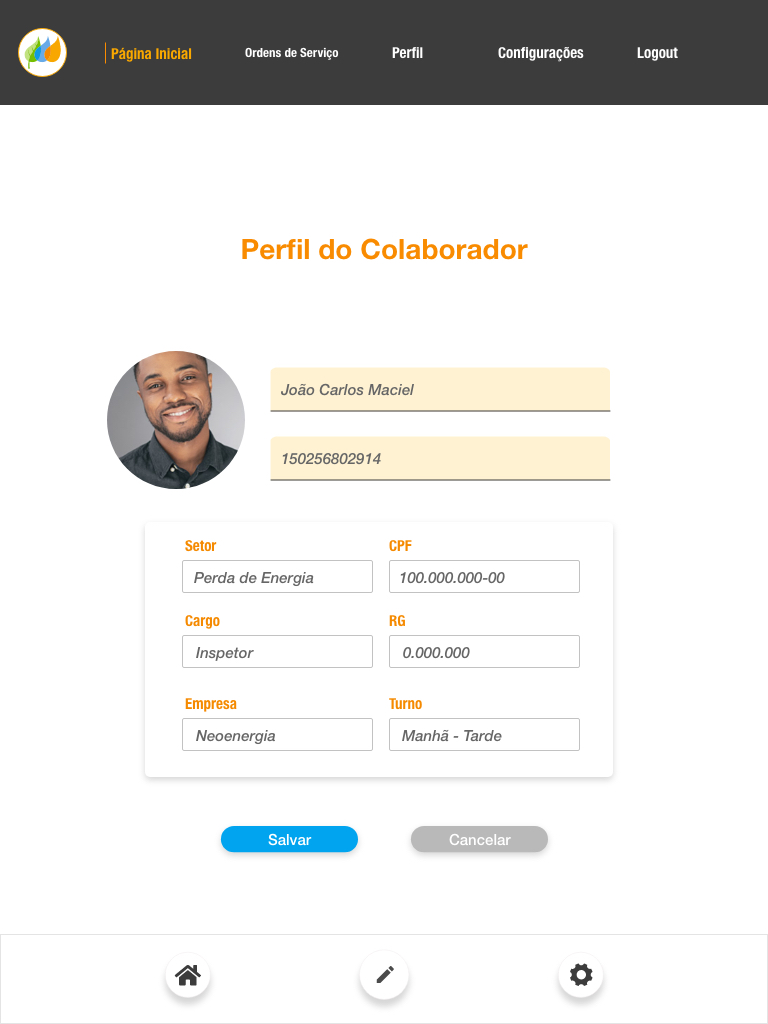 Página Inicial
Ordens de Serviço
Perfil
Configurações
Logout
Perfil do Colaborador
João Carlos Maciel
150256802914
Setor
CPF
Perda de Energia
100.000.000-00
Cargo
RG
Inspetor
0.000.000
Empresa
Turno
Neoenergia
Manhã - Tarde
Salvar
Cancelar